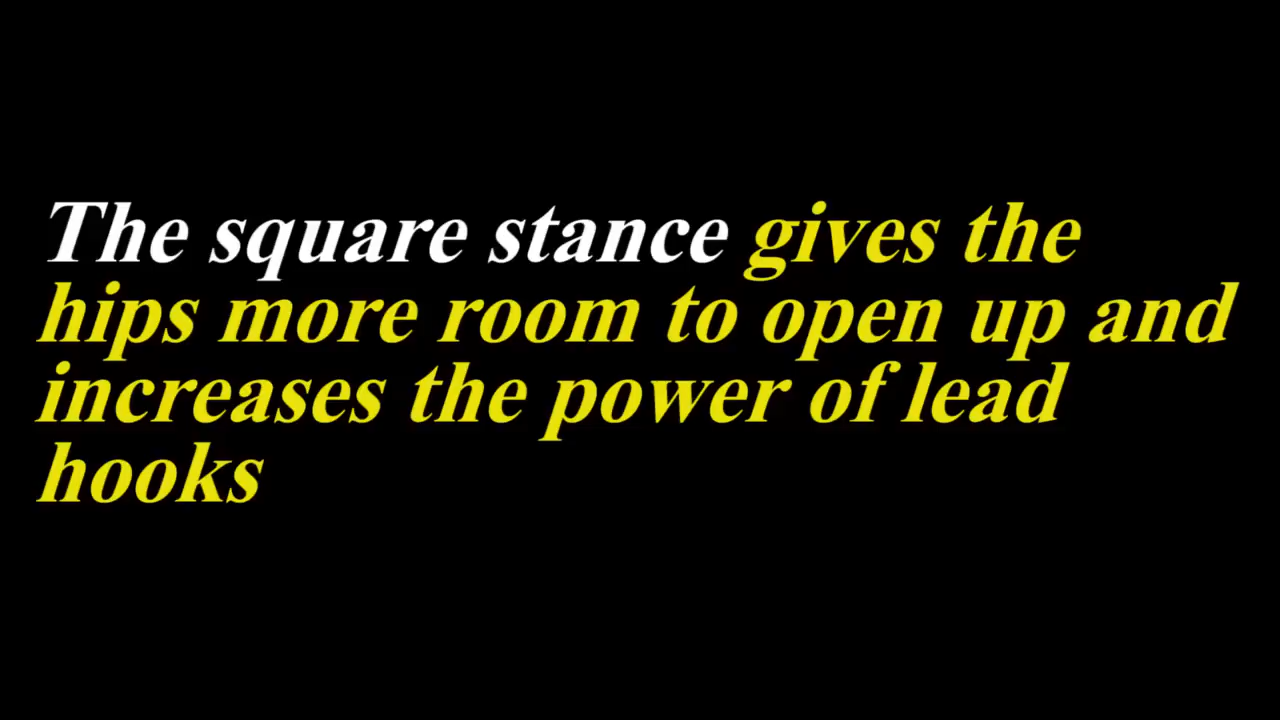 The square stance gives the
hips more room to open up and
increases the power of lead
hooks